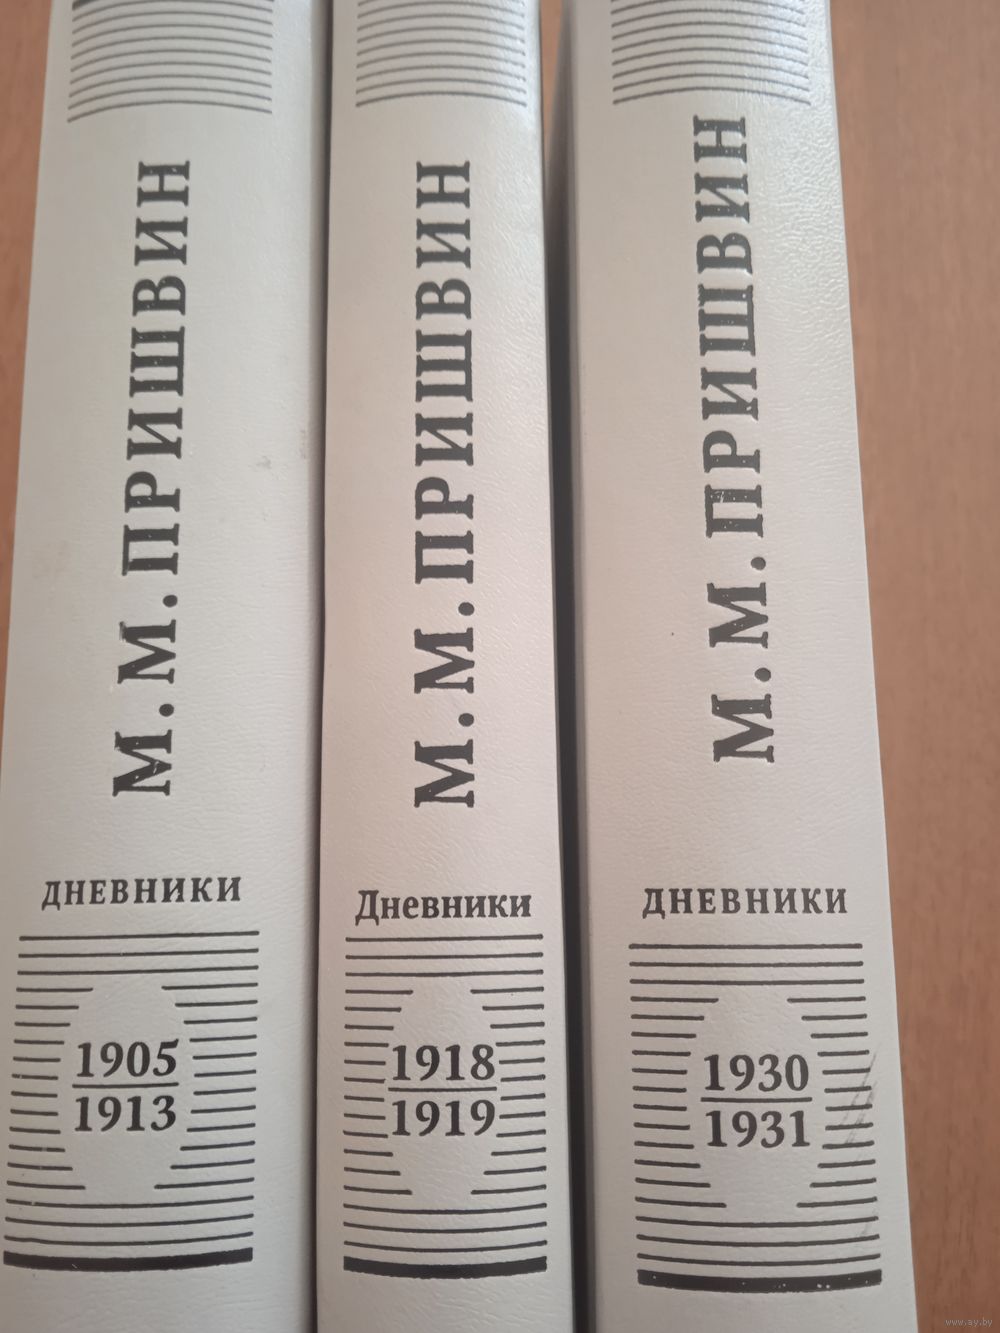 М.М.ПРИШВИН
ДНЕВНИКИ
1905
1913
М.М.ПРИШВИН
Дневники
1918
1919
М.М.ПРИШВИН
ДНЕВНИКИ
1930
1931
www.ay.by